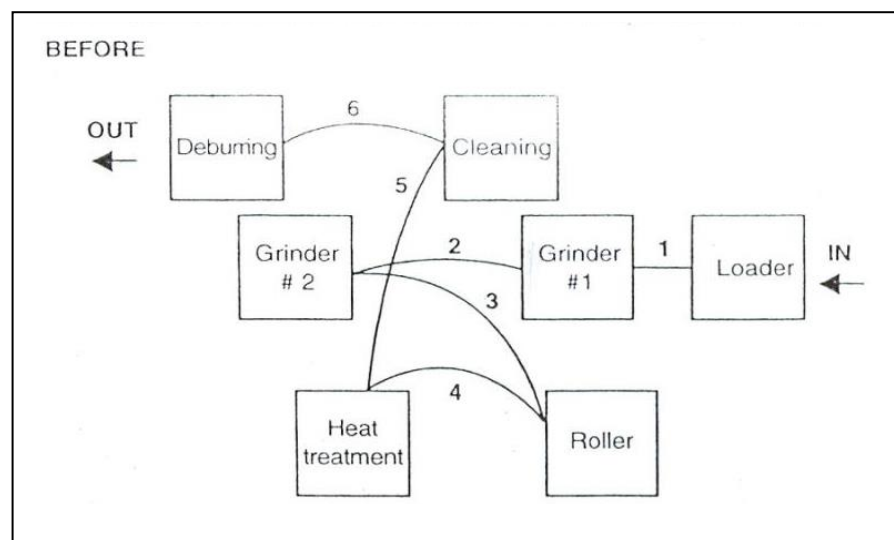 BEFORE
OUT
Deburring
6
Cleaning
5
Grinder
# 2
2
Grinder
#1
1
Loader
IN
3
4
Heat
treatment
Roller